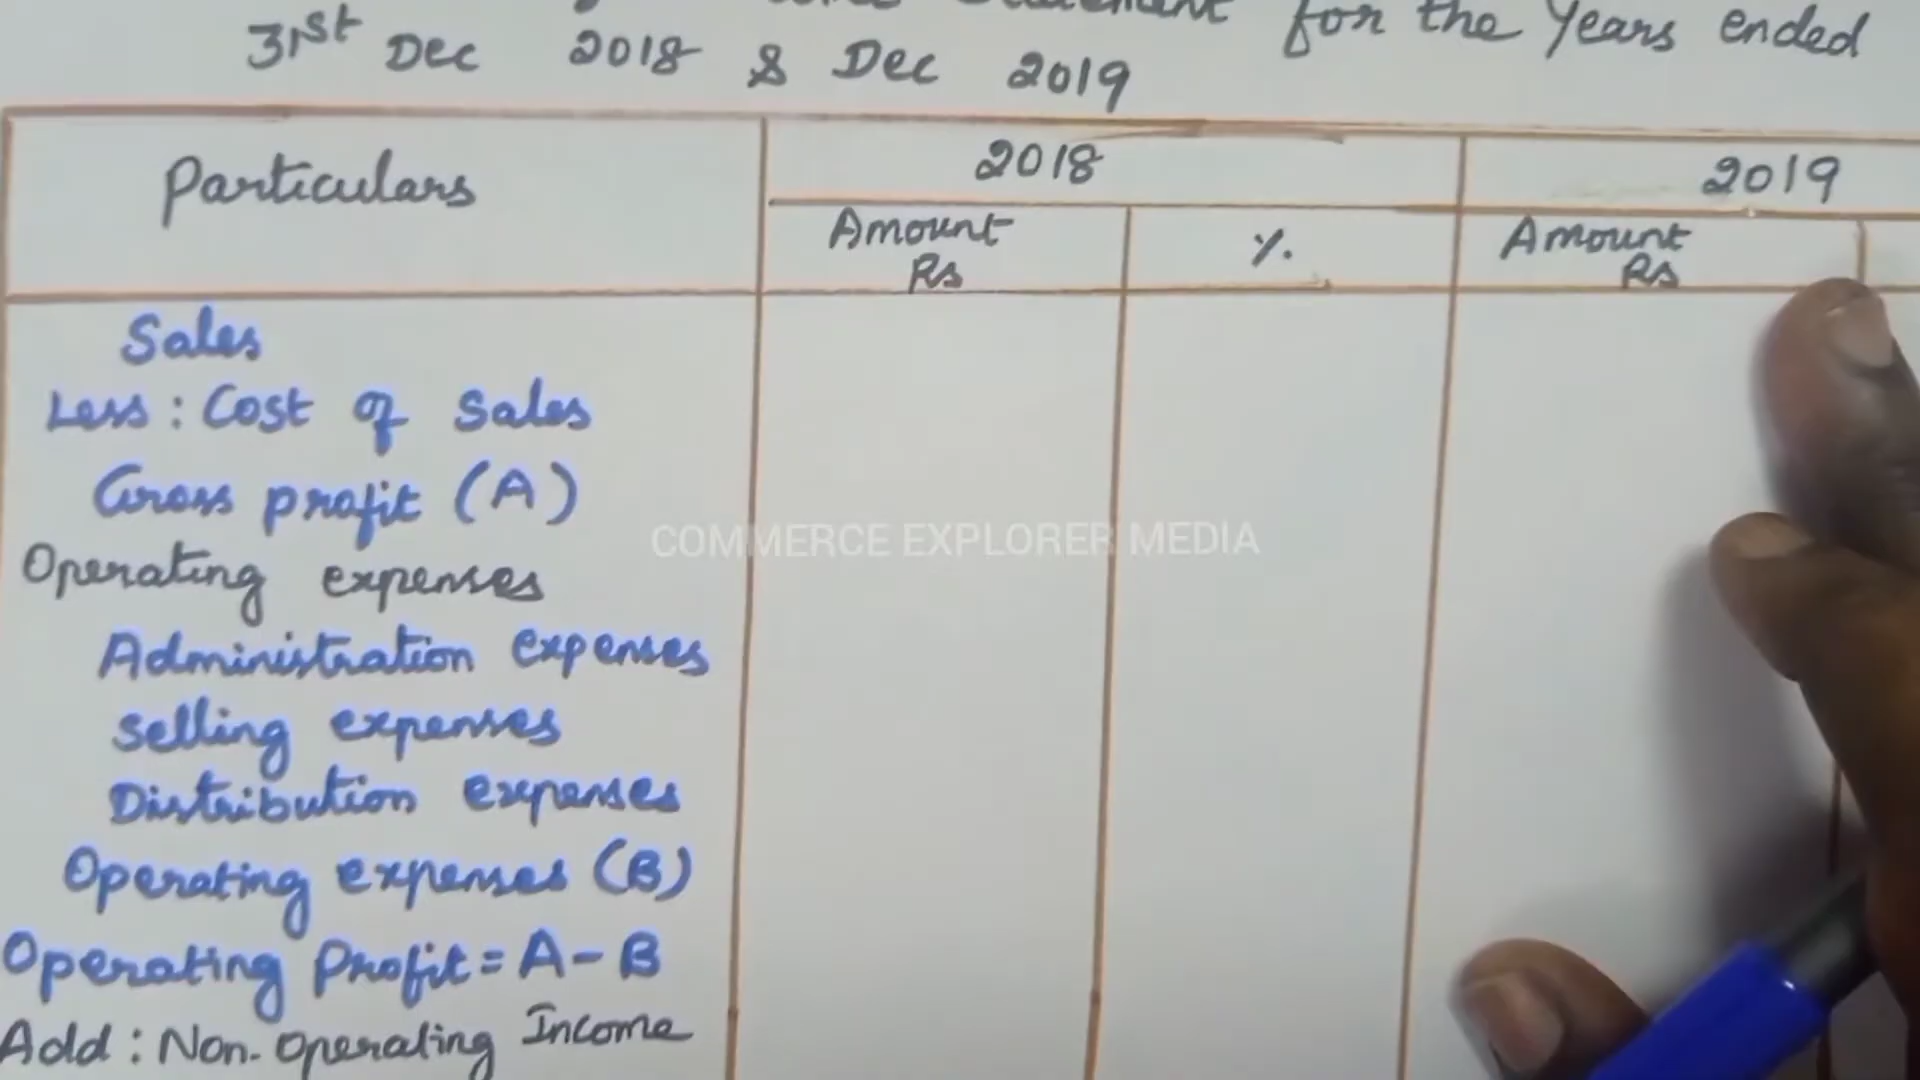 Statement for the Years ended
31st Dec 2018 & Dec 2019
Particulars
2018
2019
Amount
Rs
%.
Amount
Rs
Sales
Less: Cost of Sales
Gross profit (A)
Operating expenses
Administration expenses
Selling expenses
Distribution expenses
Operating expenses (B)
Operating Profit = A - B
Add: Non-Operating Income
COMMERCE EXPLORER MEDIA